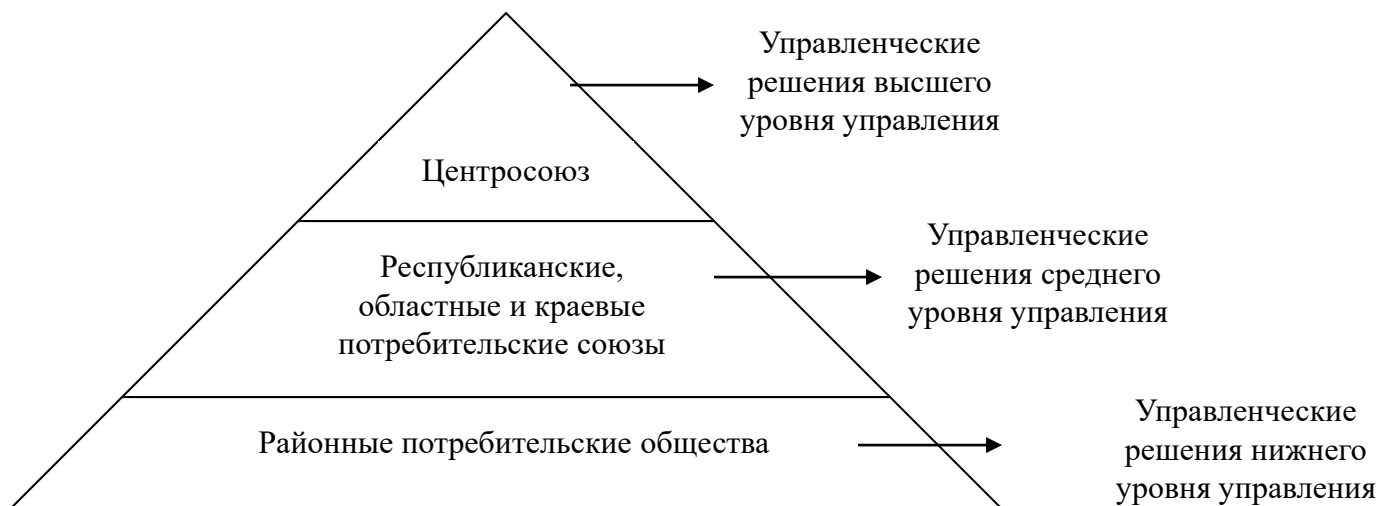 Управленческие
решения высшего
уровня управления
Центросоюз
Управленческие
решения среднего
уровня управления
Республиканские,
областные и краевые
потребительские союзы
Управленческие
решения нижнего
уровня управления
Районные потребительские общества